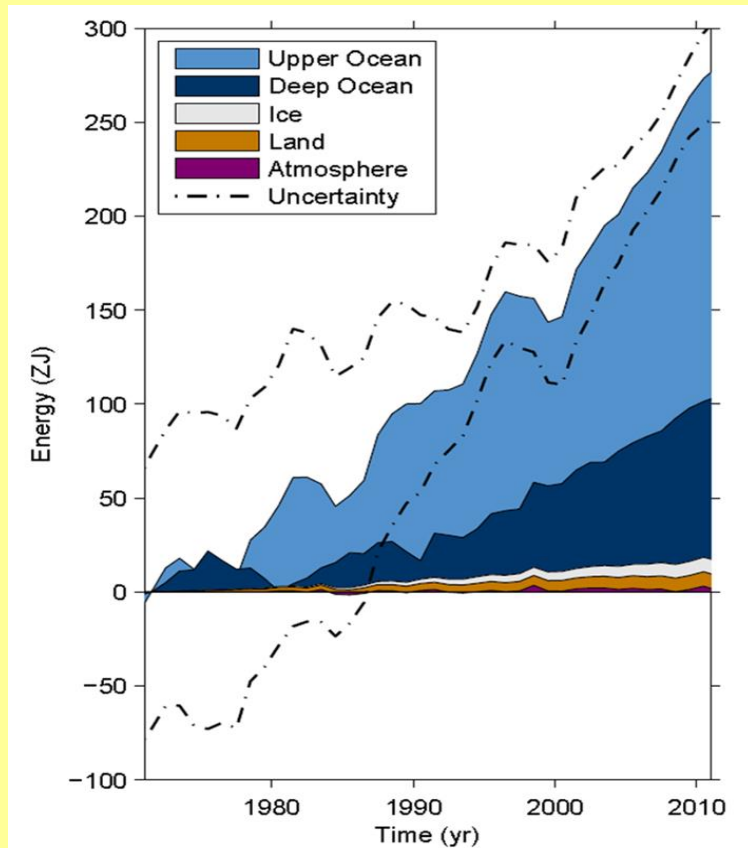 300
250
200
150
100
50
0
−50
−100
Energy (ZJ)
Upper Ocean
Deep Ocean
Ice
Land
Atmosphere
Uncertainty
1980 1990 2000 2010
Time (yr)